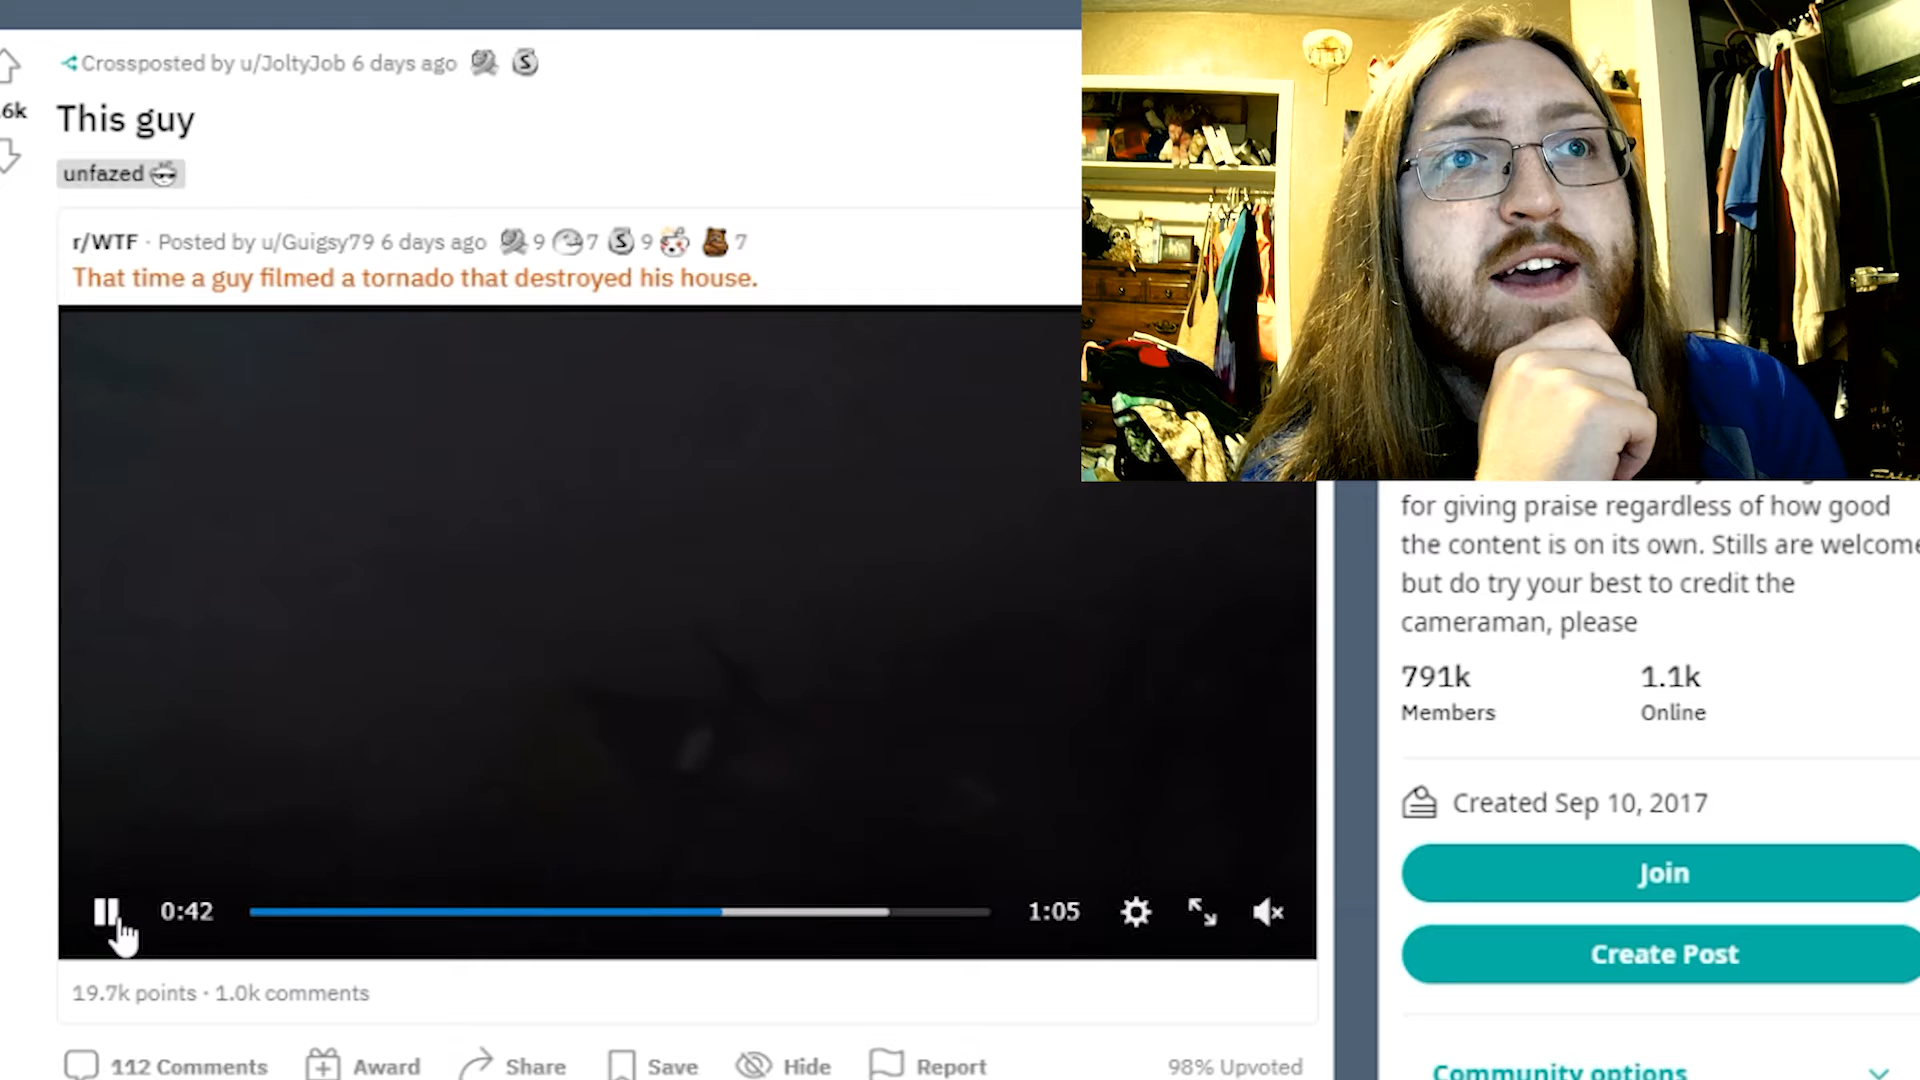 Crossposted by u/JoltyJob 6 days ago
.6k
This guy
unfazed
r/WTF · Posted by u/Guigsy79 6 days ago 9 7 9 7
That time a guy filmed a tornado that destroyed his house.
0:42
1:05
19.7k points · 1.0k comments
112 Comments Award Share Save Hide Report 98% Upvoted
for giving praise regardless of how good
the content is on its own. Stills are welcome
but do try your best to credit the
cameraman, please
791k 1.1k
Members Online
Created Sep 10, 2017
Join
Create Post
Community options